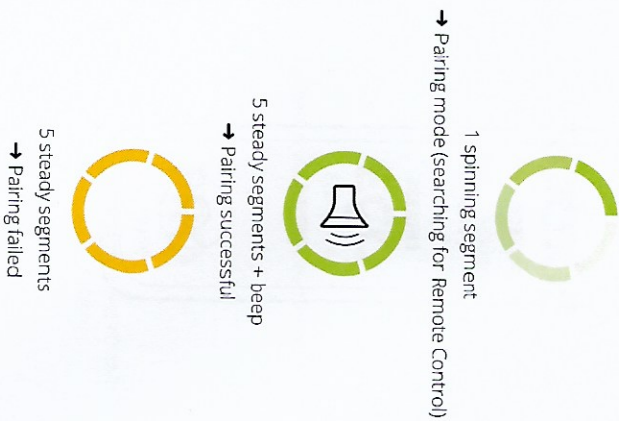 1 spinning segment
→ Pairing mode (searching for Remote Control)
5 steady segments + beep
→ Pairing successful
5 steady segments
→ Pairing failed